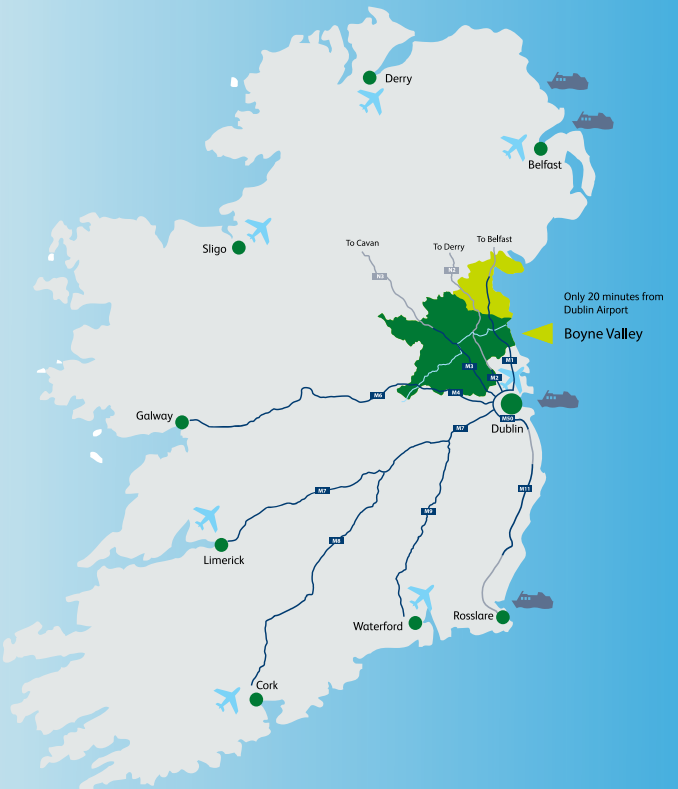 Derry
Belfast
Sligo
To Cavan
To Derry
To Belfast
N3
N2
Only 20 minutes from
Dublin Airport
Boyne Valley
M1
M3
M2
M6
M4
Galway
M50
M7
Dublin
M7
M11
M9
M8
Limerick
Rosslare
Waterford
Cork